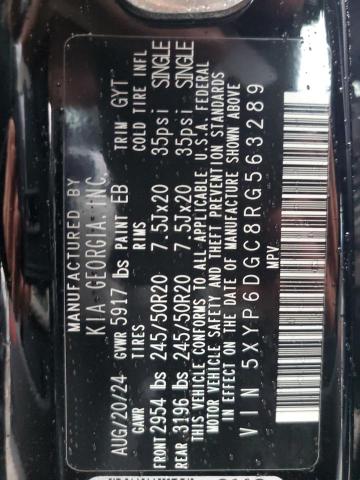 MANUFACTURED BY
KIA GEORGIA, INC.
AUG/20/24 GVWR 5917 lbs PAINT EB TRIM GYT
GAWR TIRES RIMS COLD TIRE INFL
FRONT 2954 lbs 245/50R20 7.5Jx20 35psi SINGLE
REAR 3196 lbs 245/50R20 7.5Jx20 35psi SINGLE
THIS VEHICLE CONFORMS TO ALL APPLICABLE U.S.A. FEDERAL
MOTOR VEHICLE SAFETY AND THEFT PREVENTION STANDARDS
IN EFFECT ON THE DATE OF MANUFACTURE SHOWN ABOVE
VIN 5XYP6DGC8RG563289
MPV